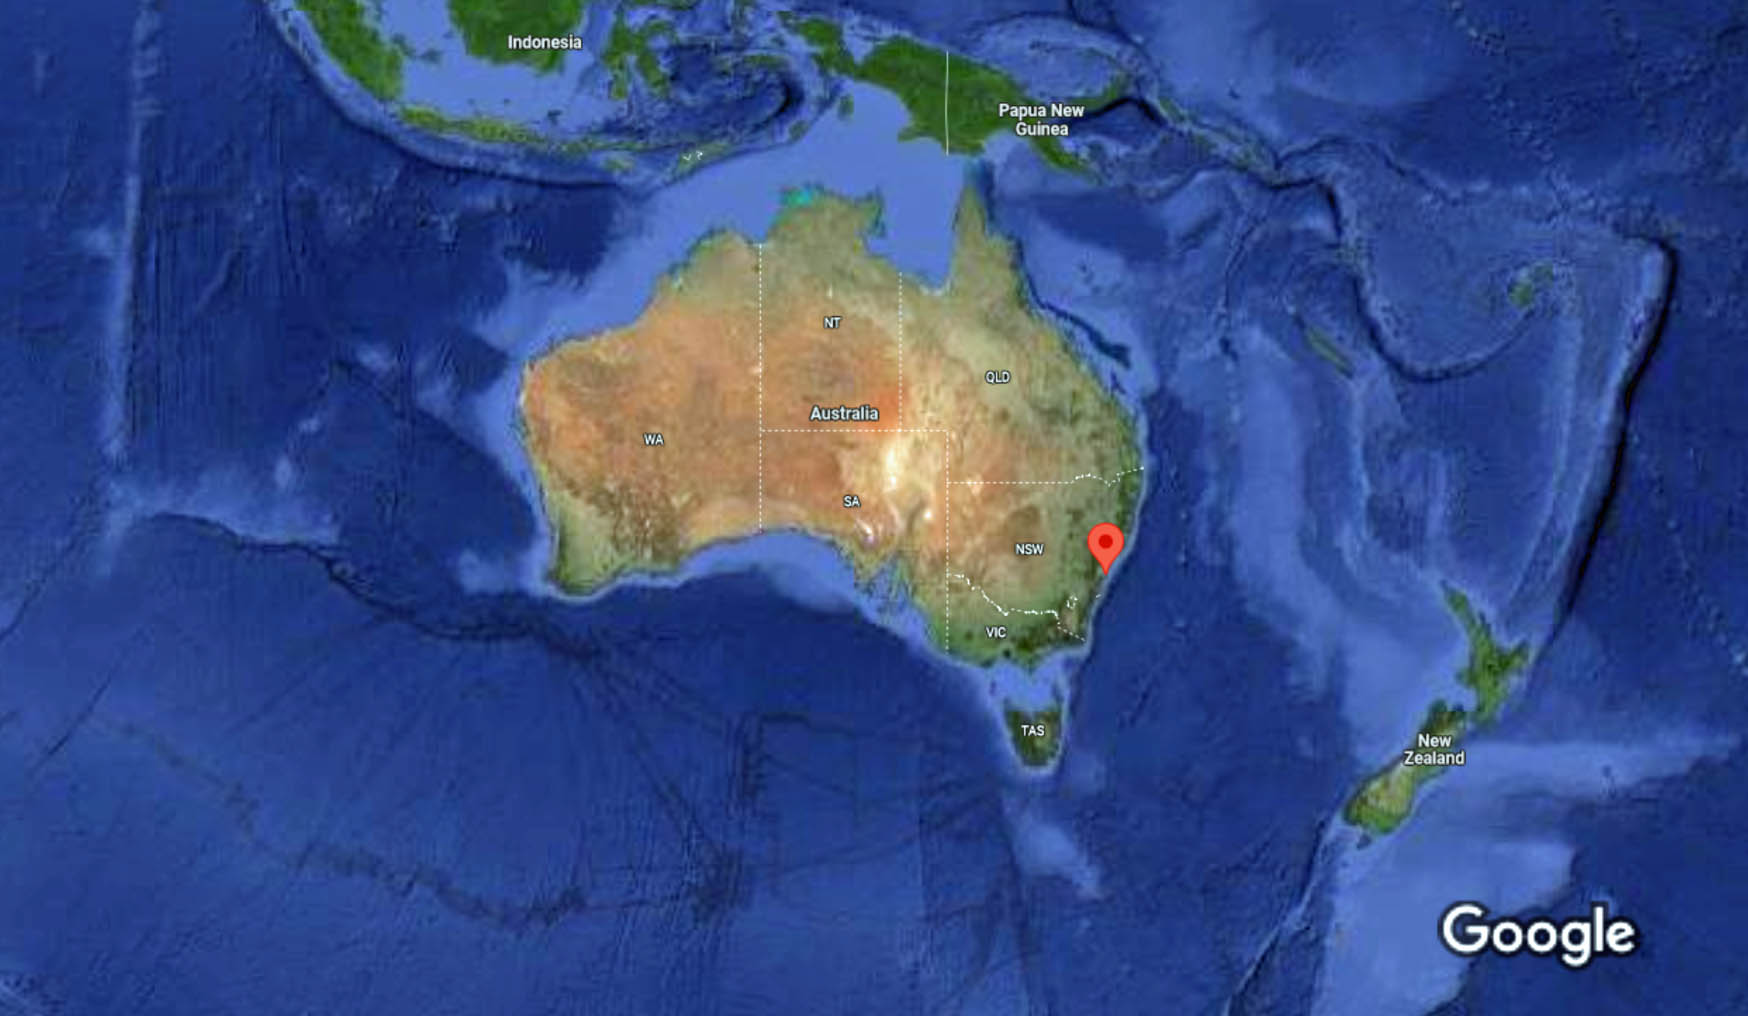 Indonesia
Papua New
Guinea
NT
QLD
Australia
WA
SA
NSW
VIC
TAS
New
Zealand
Google